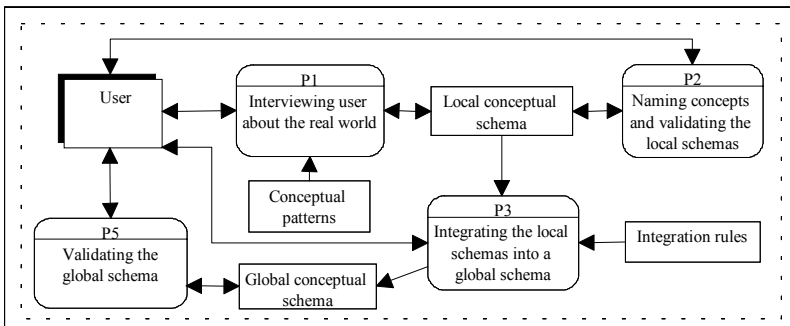 User
P1
Interviewing user
about the real
world
Local conceptual
schema
P2
Naming concepts
and validating the
local schemas
Conceptual
patterns
P3
Integrating the local
schemas into a
global schema
Integration rules
P5
Validating the
global schema
Global conceptual
schema